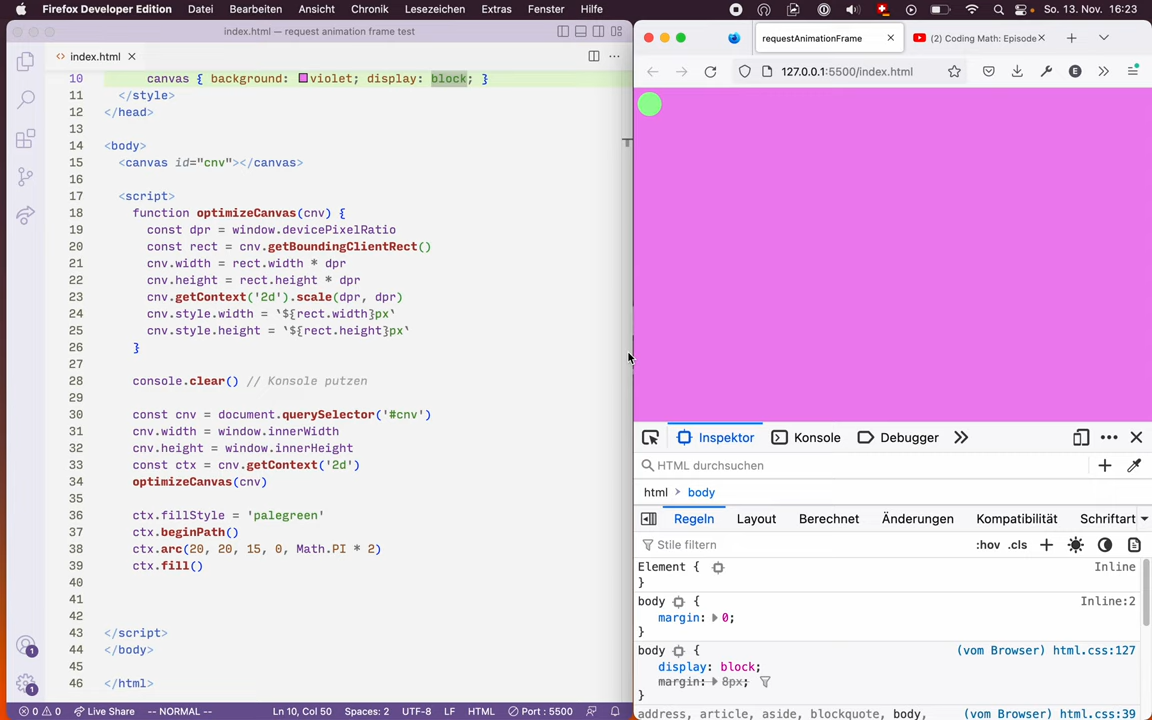 Firefox Developer Edition Datei Bearbeiten Ansicht Chronik Lesezeichen Extras Fenster Hilfe So. 13. Nov. 16:23
index.html — request animation frame test
<> index.html
10 canvas { background: violet; display: block; }
11 </style>
12 </head>
13
14 <body>
15 <canvas id="cnv"></canvas>
16
17 <script>
18 function optimizeCanvas(cnv) {
19 const dpr = window.devicePixelRatio
20 const rect = cnv.getBoundingClientRect()
21 cnv.width = rect.width * dpr
22 cnv.height = rect.height * dpr
23 cnv.getContext('2d').scale(dpr, dpr)
24 cnv.style.width = `${rect.width}px`
25 cnv.style.height = `${rect.height}px`
26 }
27
28 console.clear() // Konsole putzen
29
30 const cnv = document.querySelector('#cnv')
31 cnv.width = window.innerWidth
32 cnv.height = window.innerHeight
33 const ctx = cnv.getContext('2d')
34 optimizeCanvas(cnv)
35
36 ctx.fillStyle = 'palegreen'
37 ctx.beginPath()
38 ctx.arc(20, 20, 15, 0, Math.PI * 2)
39 ctx.fill()
40
41
42
43 </script>
44 </body>
45
46 </html>
1
1
0 0 Live Share -- NORMAL -- Ln 10, Col 50 Spaces: 2 UTF-8 LF HTML Port : 5500
requestAnimationFrame (2) Coding Math: Episode
127.0.0.1:5500/index.html
Inspektor Konsole Debugger
HTML durchsuchen
html > body
Regeln Layout Berechnet Änderungen Kompatibilität Schriftart
Stile filtern :hov .cls
Element { Inline
}
body { Inline:2
margin: 0;
}
body { (vom Browser) html.css:127
display: block;
margin: 8px;
}
address, article, aside, blockquote, body, (vom Browser) html.css:39